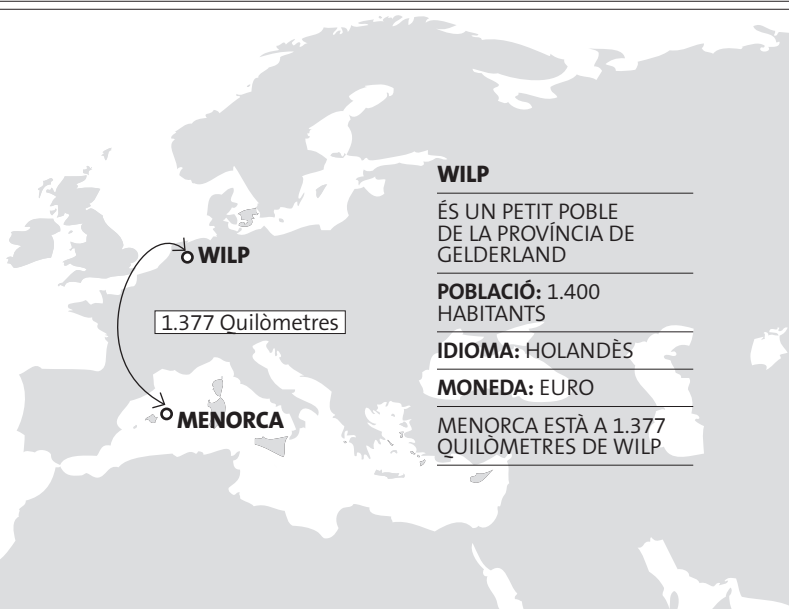 WILP
ÉS UN PETIT POBLE
DE LA PROVÍNCIA DE
GELDERLAND
POBLACIÓ: 1.400
HABITANTS
IDIOMA: HOLANDÈS
MONEDA: EURO
MENORCA ESTÀ A 1.377
QUILÒMETRES DE WILP
WILP
1.377 Quilòmetres
MENORCA